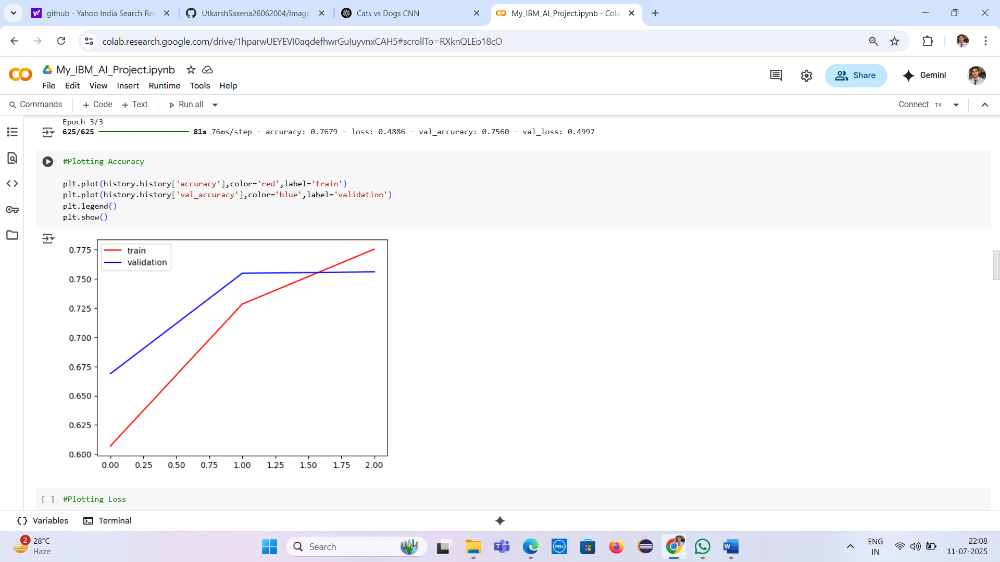 github - Yahoo India Search Res
UtkarshSaxena26062004/Image
Cats vs Dogs CNN
My_IBM_AI_Project.ipynb - Cola
colab.research.google.com/drive/1hparwUEYEVI0aqdefhwrGuIuyvnxCAH5#scrollTo=RXknQLEo18cO
My_IBM_AI_Project.ipynb
File Edit View Insert Runtime Tools Help
Share
Gemini
Commands + Code + Text Run all
Connect T4
Epoch 3/3
625/625 ━━━━━━━━━━━━━━━━━━━━ 81s 76ms/step - accuracy: 0.7679 - loss: 0.4886 - val_accuracy: 0.7560 - val_loss: 0.4997
#Plotting Accuracy
plt.plot(history.history['accuracy'],color='red',label='train')
plt.plot(history.history['val_accuracy'],color='blue',label='validation')
plt.legend()
plt.show()
train
validation
0.775
0.750
0.725
0.700
0.675
0.650
0.625
0.600
0.00 0.25 0.50 0.75 1.00 1.25 1.50 1.75 2.00
[ ] #Plotting Loss
{} Variables Terminal
2
28°C
Haze
Search
DELL
ENG
IN
22:08
11-07-2025